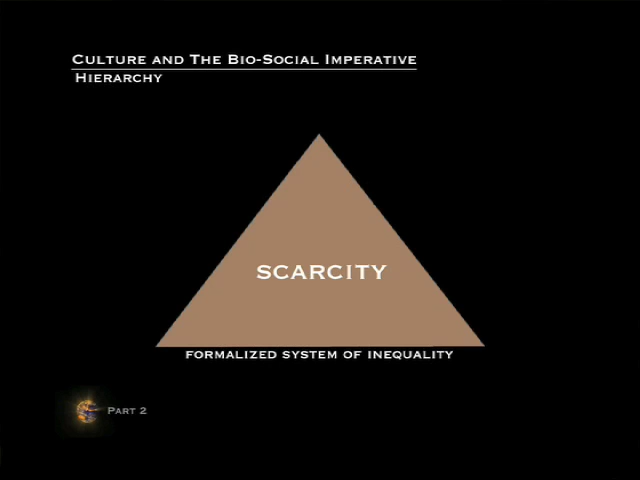 CULTURE AND THE BIO-SOCIAL IMPERATIVE
HIERARCHY
SCARCITY
FORMALIZED SYSTEM OF INEQUALITY
PART 2